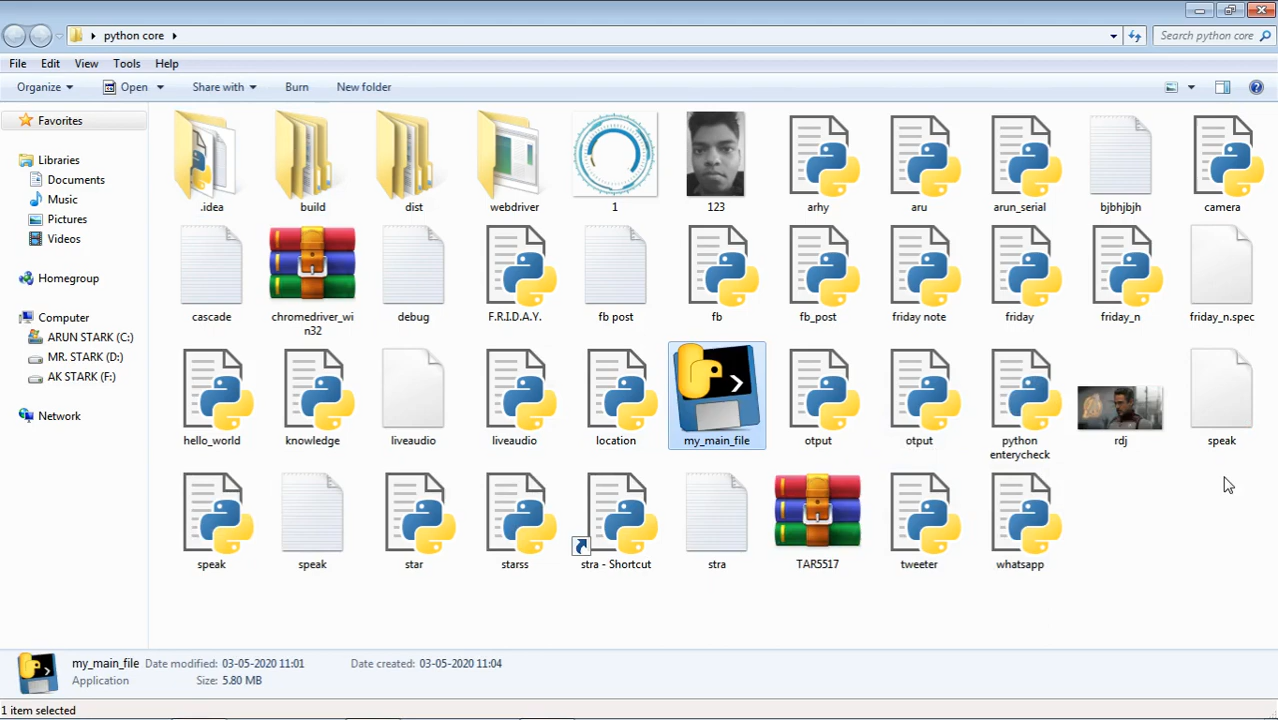 python core
Search python core
File Edit View Tools Help
Organize Open Share with Burn New folder
Favorites
Libraries
Documents
Music
Pictures
Videos
Homegroup
Computer
ARUN STARK (C:)
MR. STARK (D:)
AK STARK (F:)
Network
.idea build dist webdriver 1 123 arhy aru arun_serial bjbhjbjh camera
cascade chromedriver_wi debug F.R.I.D.A.Y. fb post fb fb_post friday note friday friday_n friday_n.spec
n32
hello_world knowledge liveaudio liveaudio location my_main_file otput otput python rdj speak
enterycheck
speak speak star starss stra - Shortcut stra TAR5517 tweeter whatsapp
my_main_file Date modified: 03-05-2020 11:01 Date created: 03-05-2020 11:04
Application Size: 5.80 MB
1 item selected